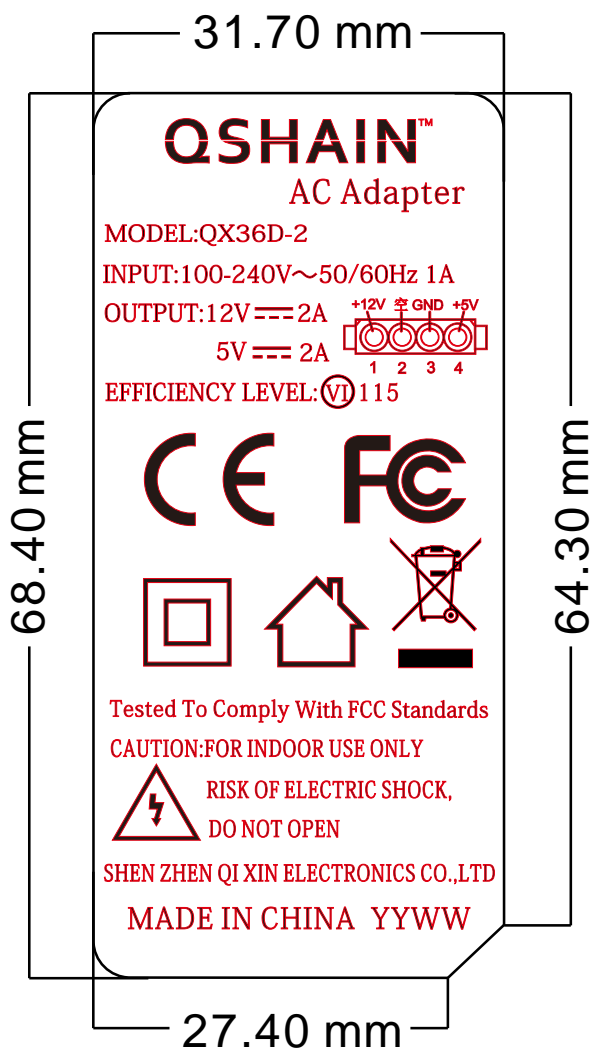 31.70 mm
QSHAIN™
AC Adapter
MODEL:QX36D-2
INPUT:100-240V～50/60Hz 1A
OUTPUT:12V⎓2A
+12V 空 GND +5V
5V⎓2A
1 2 3 4
EFFICIENCY LEVEL:VI 115
CE FC
68.40 mm
64.30 mm
Tested To Comply With FCC Standards
CAUTION:FOR INDOOR USE ONLY
RISK OF ELECTRIC SHOCK,
DO NOT OPEN
SHEN ZHEN QI XIN ELECTRONICS CO.,LTD
MADE IN CHINA YYWW
27.40 mm